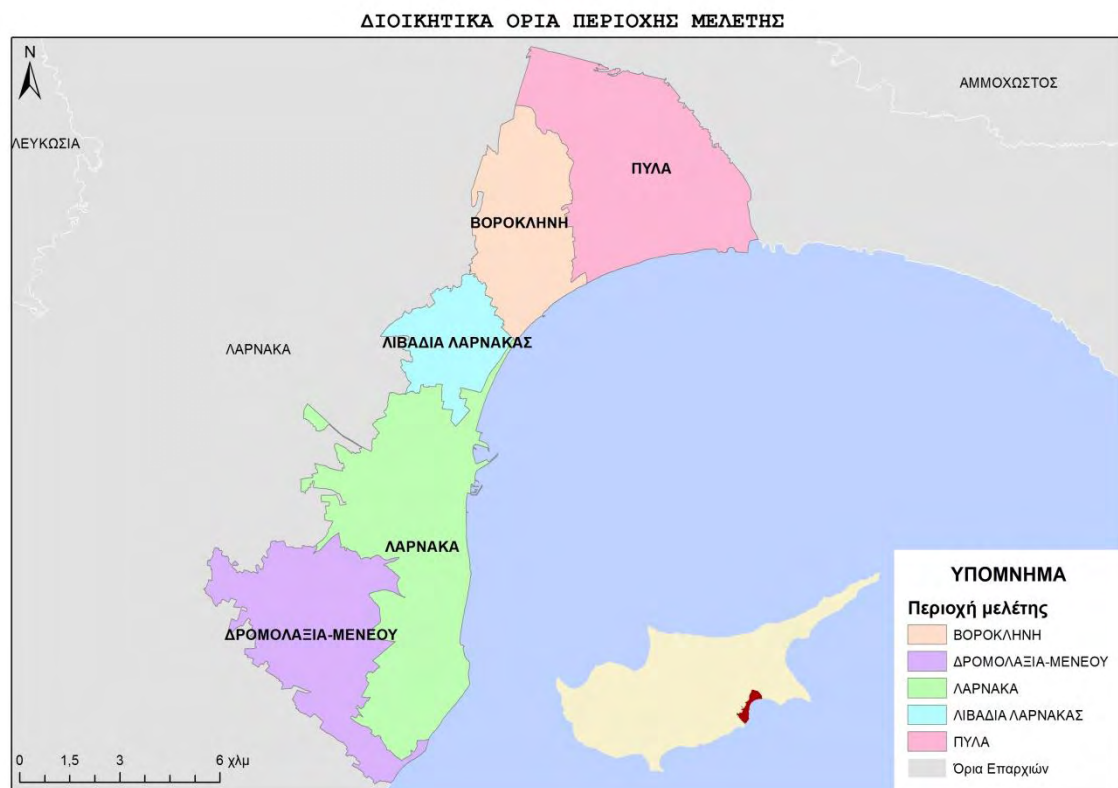 ΔΙΟΙΚΗΤΙΚΑ ΟΡΙΑ ΠΕΡΙΟΧΗΣ ΜΕΛΕΤΗΣ
N
ΑΜΜΟΧΩΣΤΟΣ
ΛΕΥΚΩΣΙΑ
ΠΥΛΑ
ΒΟΡΟΚΛΗΝΗ
ΛΙΒΑΔΙΑ ΛΑΡΝΑΚΑΣ
ΛΑΡΝΑΚΑ
ΛΑΡΝΑΚΑ
ΔΡΟΜΟΛΑΞΙΑ-ΜΕΝΕΟΥ
ΥΠΟΜΝΗΜΑ
Περιοχή μελέτης
ΒΟΡΟΚΛΗΝΗ
ΔΡΟΜΟΛΑΞΙΑ-ΜΕΝΕΟΥ
ΛΑΡΝΑΚΑ
ΛΙΒΑΔΙΑ ΛΑΡΝΑΚΑΣ
ΠΥΛΑ
Όρια Επαρχιών
0 1,5 3 6 χλμ